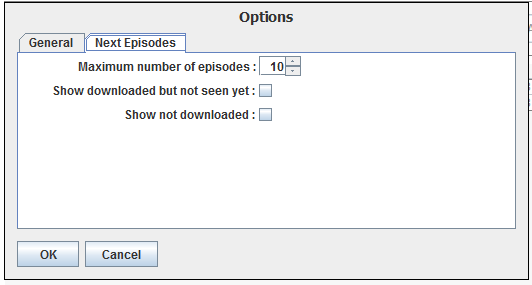 Options
General Next Episodes
Maximum number of episodes : 10
Show downloaded but not seen yet :
Show not downloaded :
OK Cancel